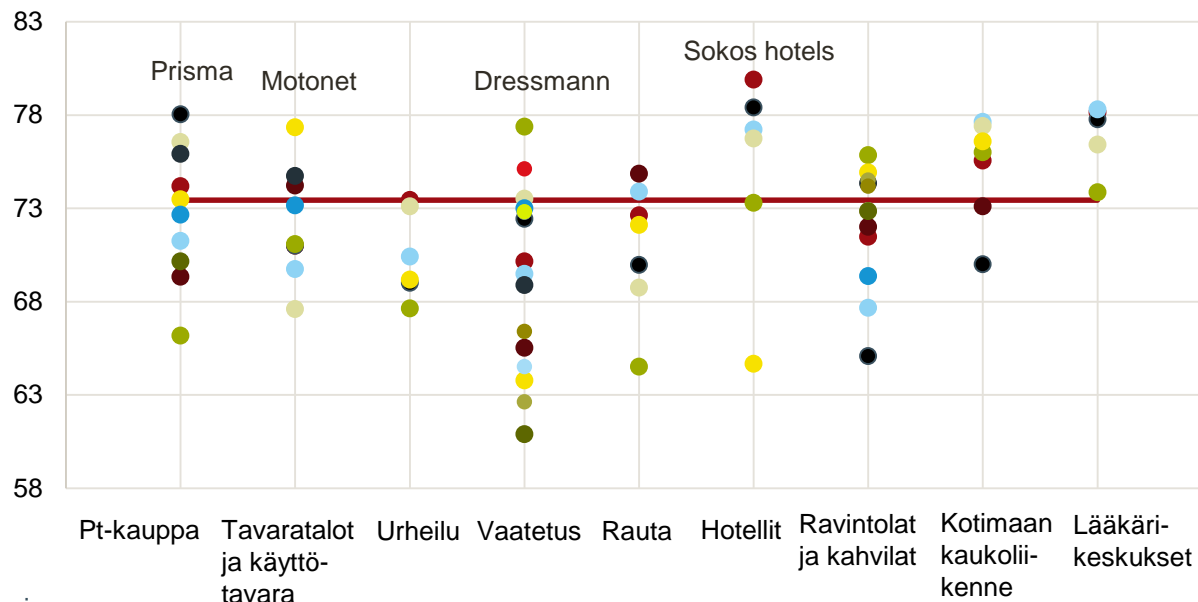 83
78
73
68
63
58
Prisma
Motonet
Dressmann
Sokos hotels
Pt-kauppa
Tavaratalot
ja käyttö-
tavara
Urheilu
Vaatetus
Rauta
Hotellit
Ravintolat
ja kahvilat
Kotimaan
kaukolii-
kenne
Lääkäri-
keskukset
.